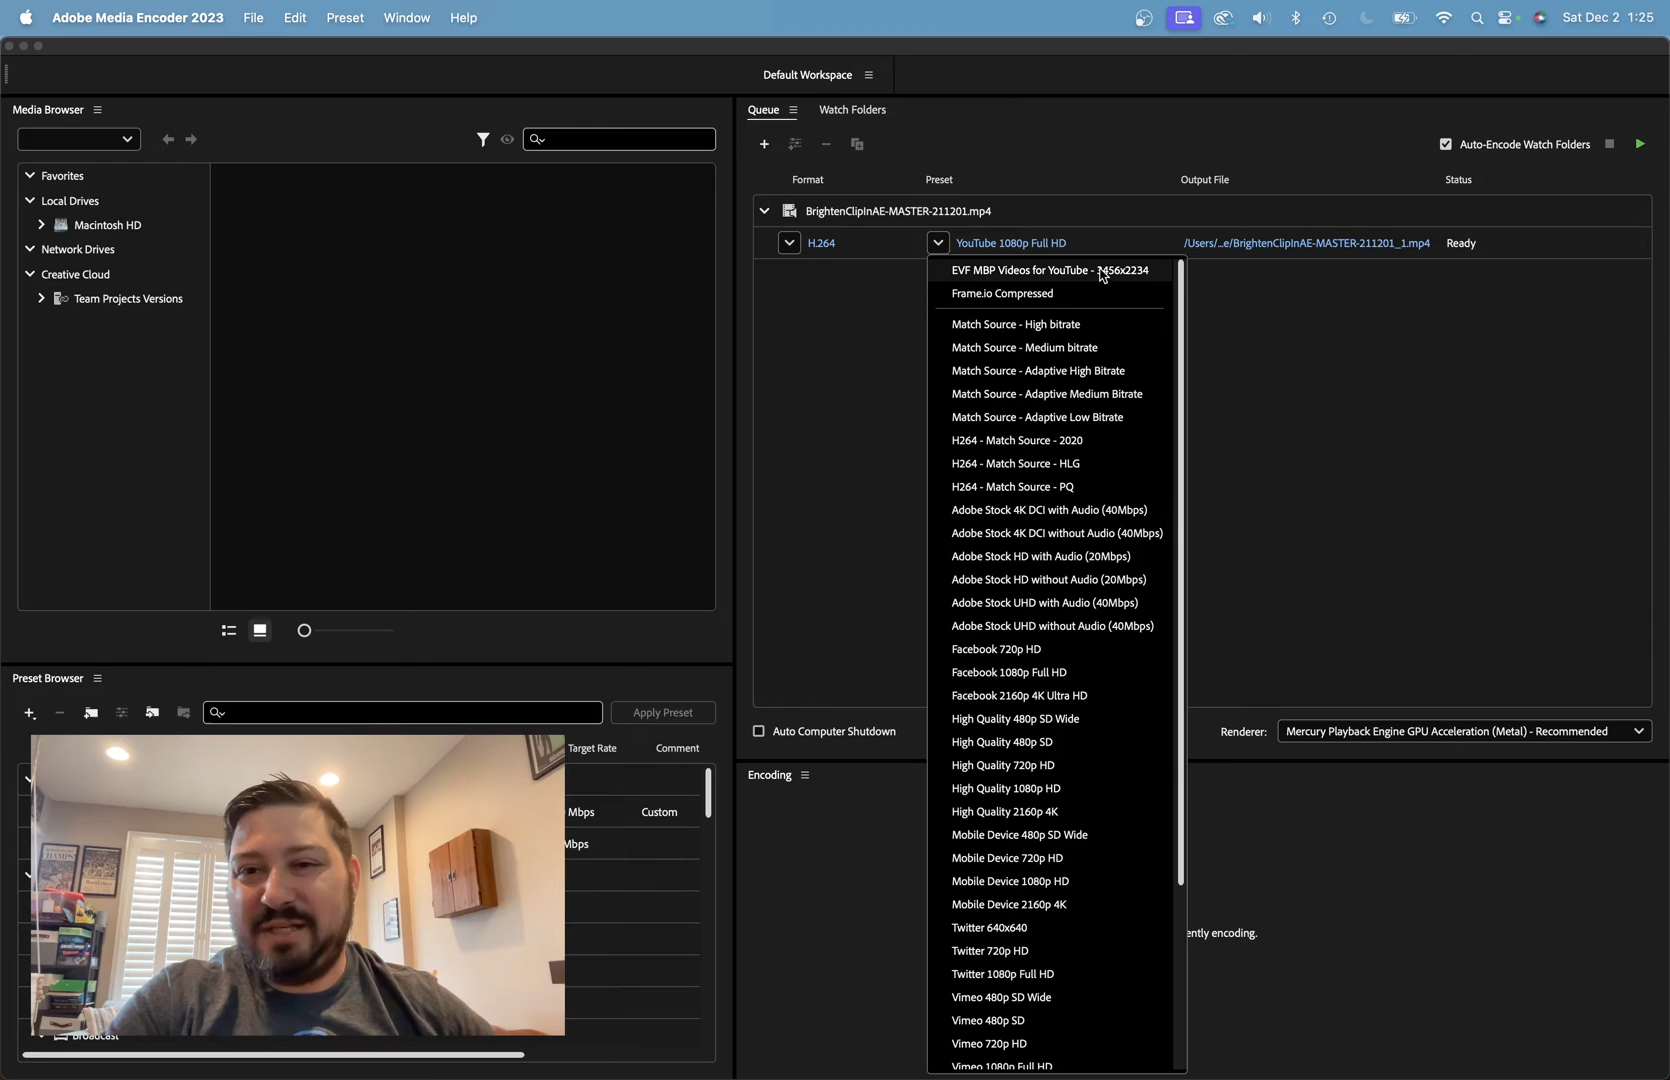 Adobe Media Encoder 2023 File Edit Preset Window Help Sat Dec 2 1:25
Default Workspace
Media Browser
Favorites
Local Drives
Macintosh HD
Network Drives
Creative Cloud
Team Projects Versions
Queue Watch Folders
Auto-Encode Watch Folders
Format Preset Output File Status
BrightenClipInAE-MASTER-211201.mp4
H.264 YouTube 1080p Full HD /Users/...e/BrightenClipInAE-MASTER-211201_1.mp4 Ready
EVF MBP Videos for YouTube - 3456x2234
Frame.io Compressed
Match Source - High bitrate
Match Source - Medium bitrate
Match Source - Adaptive High Bitrate
Match Source - Adaptive Medium Bitrate
Match Source - Adaptive Low Bitrate
H264 - Match Source - 2020
H264 - Match Source - HLG
H264 - Match Source - PQ
Adobe Stock 4K DCI with Audio (40Mbps)
Adobe Stock 4K DCI without Audio (40Mbps)
Adobe Stock HD with Audio (20Mbps)
Adobe Stock HD without Audio (20Mbps)
Adobe Stock UHD with Audio (40Mbps)
Adobe Stock UHD without Audio (40Mbps)
Facebook 720p HD
Facebook 1080p Full HD
Facebook 2160p 4K Ultra HD
High Quality 480p SD Wide
High Quality 480p SD
High Quality 720p HD
High Quality 1080p HD
High Quality 2160p 4K
Mobile Device 480p SD Wide
Mobile Device 720p HD
Mobile Device 1080p HD
Mobile Device 2160p 4K
Twitter 640x640
Twitter 720p HD
Twitter 1080p Full HD
Vimeo 480p SD Wide
Vimeo 480p SD
Vimeo 720p HD
Vimeo 1080p Full HD
Auto Computer Shutdown
Renderer: Mercury Playback Engine GPU Acceleration (Metal) - Recommended
Encoding
ently encoding.
Preset Browser
Apply Preset
Target Rate Comment
Mbps Custom
Mbps
Broadcast